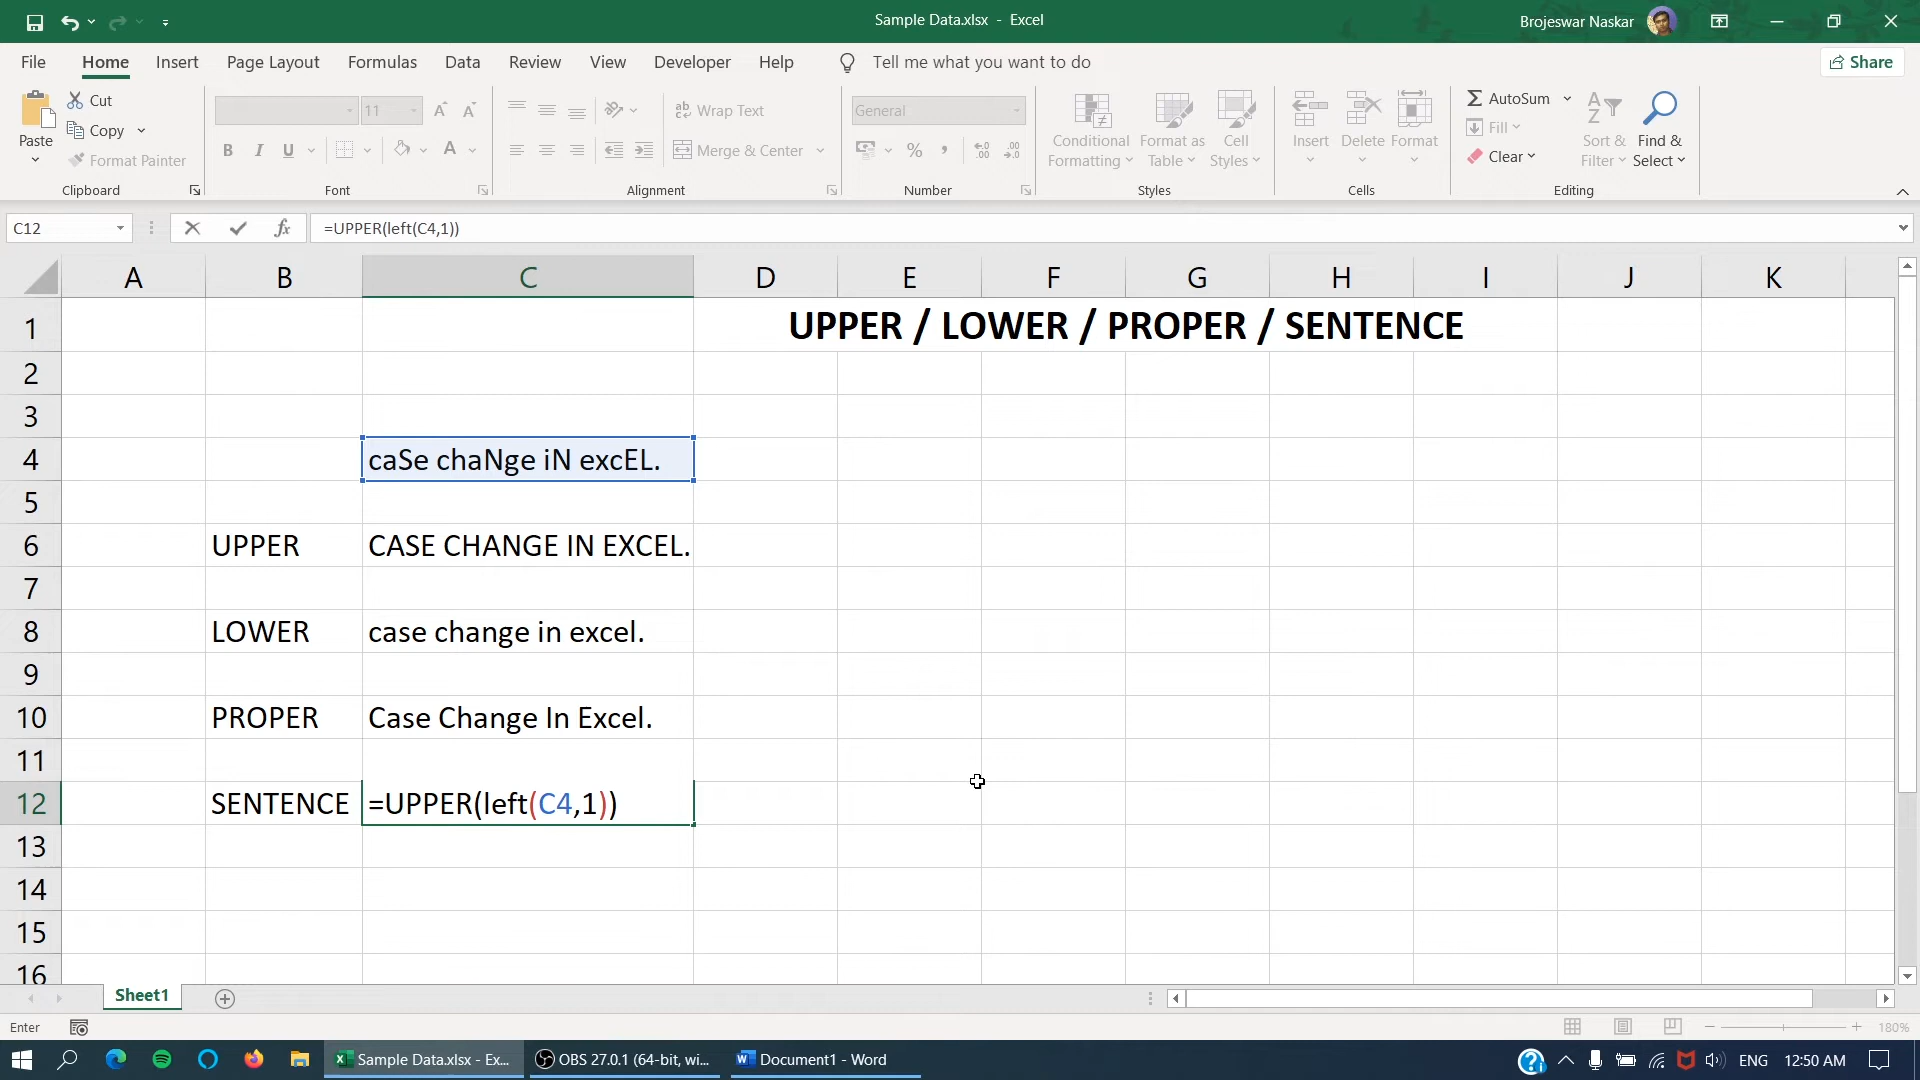 Sample Data.xlsx - Excel
Brojeswar Naskar
File Home Insert Page Layout Formulas Data Review View Developer Help Tell me what you want to do Share
Paste
Cut
Copy
Format Painter
Clipboard
11
B I U
A
Font
ab Wrap Text
Merge & Center
Alignment
General
% ,
Number
Conditional Formatting
Format as Table
Cell Styles
Styles
Insert Delete Format
Cells
AutoSum
Fill
Clear
Sort & Filter
Find & Select
Editing
C12 fx =UPPER(left(C4,1))
A B C D E F G H I J K
1 UPPER / LOWER / PROPER / SENTENCE
2
3
4 caSe chaNge iN excEL.
5
6 UPPER CASE CHANGE IN EXCEL.
7
8 LOWER case change in excel.
9
10 PROPER Case Change In Excel.
11
12 SENTENCE =UPPER(left(C4,1))
13
14
15
16
Sheet1
Enter 180%
Sample Data.xlsx - Ex... OBS 27.0.1 (64-bit, wi... Document1 - Word ENG 12:50 AM